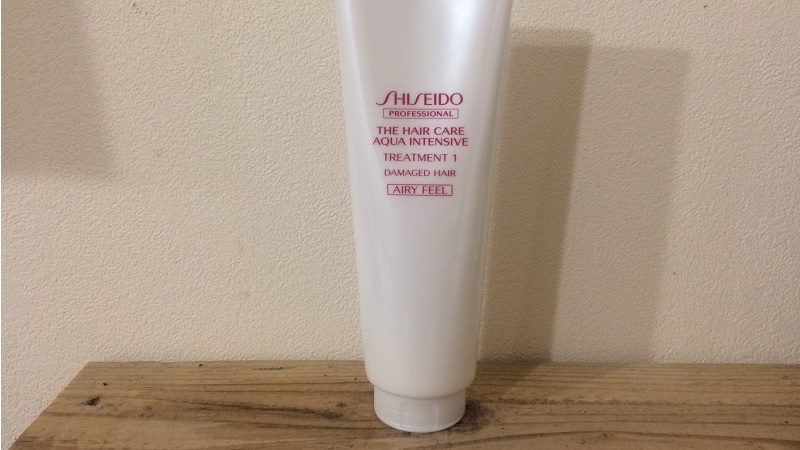 SHISEIDO
PROFESSIONAL
THE HAIR CARE
AQUA INTENSIVE
TREATMENT 1
DAMAGED HAIR
AIRY FEEL